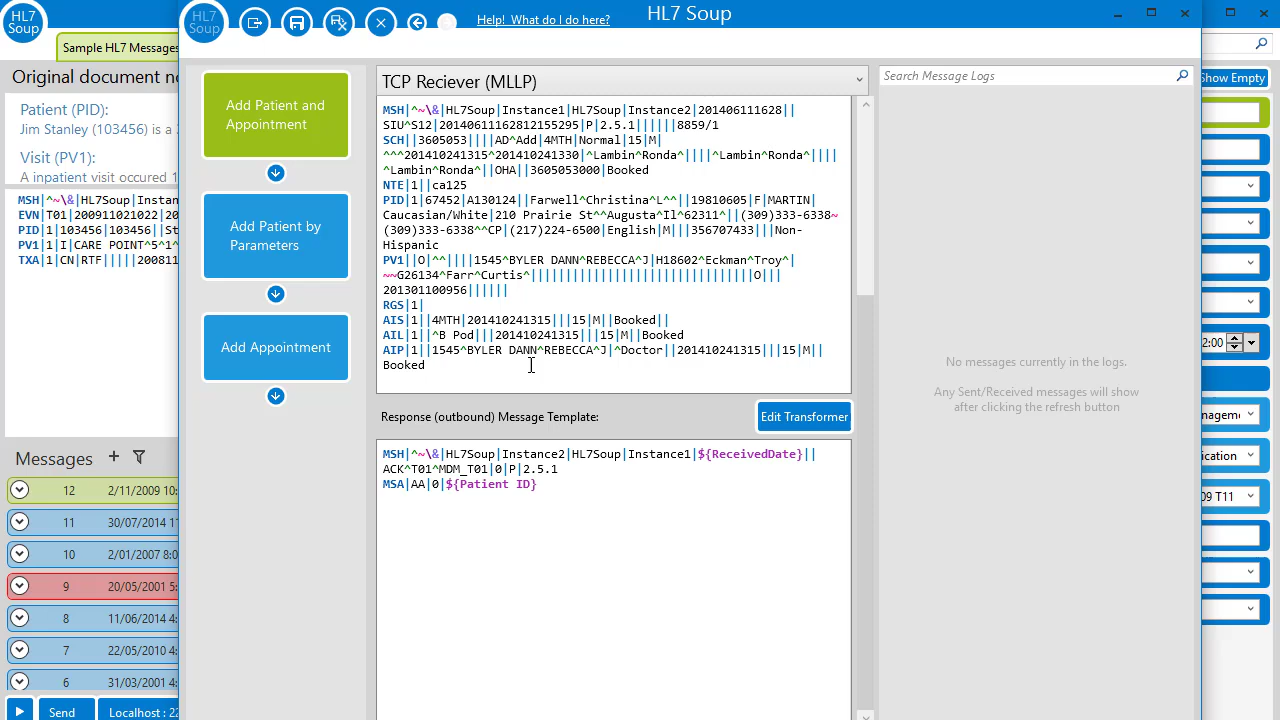 HL7 Soup
Sample HL7 Messages
Original document no
Patient (PID):
Jim Stanley (103456) is a
Visit (PV1):
A inpatient visit occured 1
MSH|^~\&|HL7Soup|Instan
EVN|T01|200911021022|20
PID|1|103456|103456||St
PV1|1|I|CARE POINT^5^1^
TXA|1|CN|RTF|||||200811
Messages
12 2/11/2009 10:
11 30/07/2014 1
10 2/01/2007 8:0
9 20/05/2001 5:
8 11/06/2014 4:
7 22/05/2010 4:
6 31/03/2001 4:
Send Localhost : 22
HL7 Soup
Help! What do I do here?
HL7 Soup
Add Patient and
Appointment
Add Patient by
Parameters
Add Appointment
TCP Reciever (MLLP)
MSH|^~\&|HL7Soup|Instance1|HL7Soup|Instance2|201406111628||
SIU^S12|20140611162812155295|P|2.5.1||||||8859/1
SCH||3605053||||AD^Add|4MTH|Normal|15|M|
^^^201410241315^201410241330|^Lambin^Ronda^||||^Lambin^Ronda^||||
^Lambin^Ronda^||OHA||3605053000|Booked
NTE|1||ca125
PID|1|67452|A130124||Farwell^Christina^L^^||19810605|F|MARTIN|
Caucasian/White|210 Prairie St^^Augusta^Il^62311^||(309)333-6338~
(309)333-6338^^CP|(217)224-6500|English|M|||356707433|||Non-
Hispanic
PV1||O|^^||||1545^BYLER DANN^REBECCA^J|H18602^Eckman^Troy^|
~~G26134^Farr^Curtis^||||||||||||||||||||||||||||||||O|||
201301100956||||||
RGS|1|
AIS|1||4MTH|201410241315|||15|M||Booked||
AIL|1||^B Pod|||201410241315|||15|M||Booked
AIP|1||1545^BYLER DANN^REBECCA^J|^Doctor||201410241315|||15|M||
Booked
Response (outbound) Message Template:
Edit Transformer
MSH|^~\&|HL7Soup|Instance2|HL7Soup|Instance1|${ReceivedDate}||
ACK^T01^MDM_T01|0|P|2.5.1
MSA|AA|0|${Patient ID}
Search Message Logs
No messages currently in the logs.
Any Sent/Received messages will show
after clicking the refresh button
Show Empty
2:00
nageme
ication
09 T11